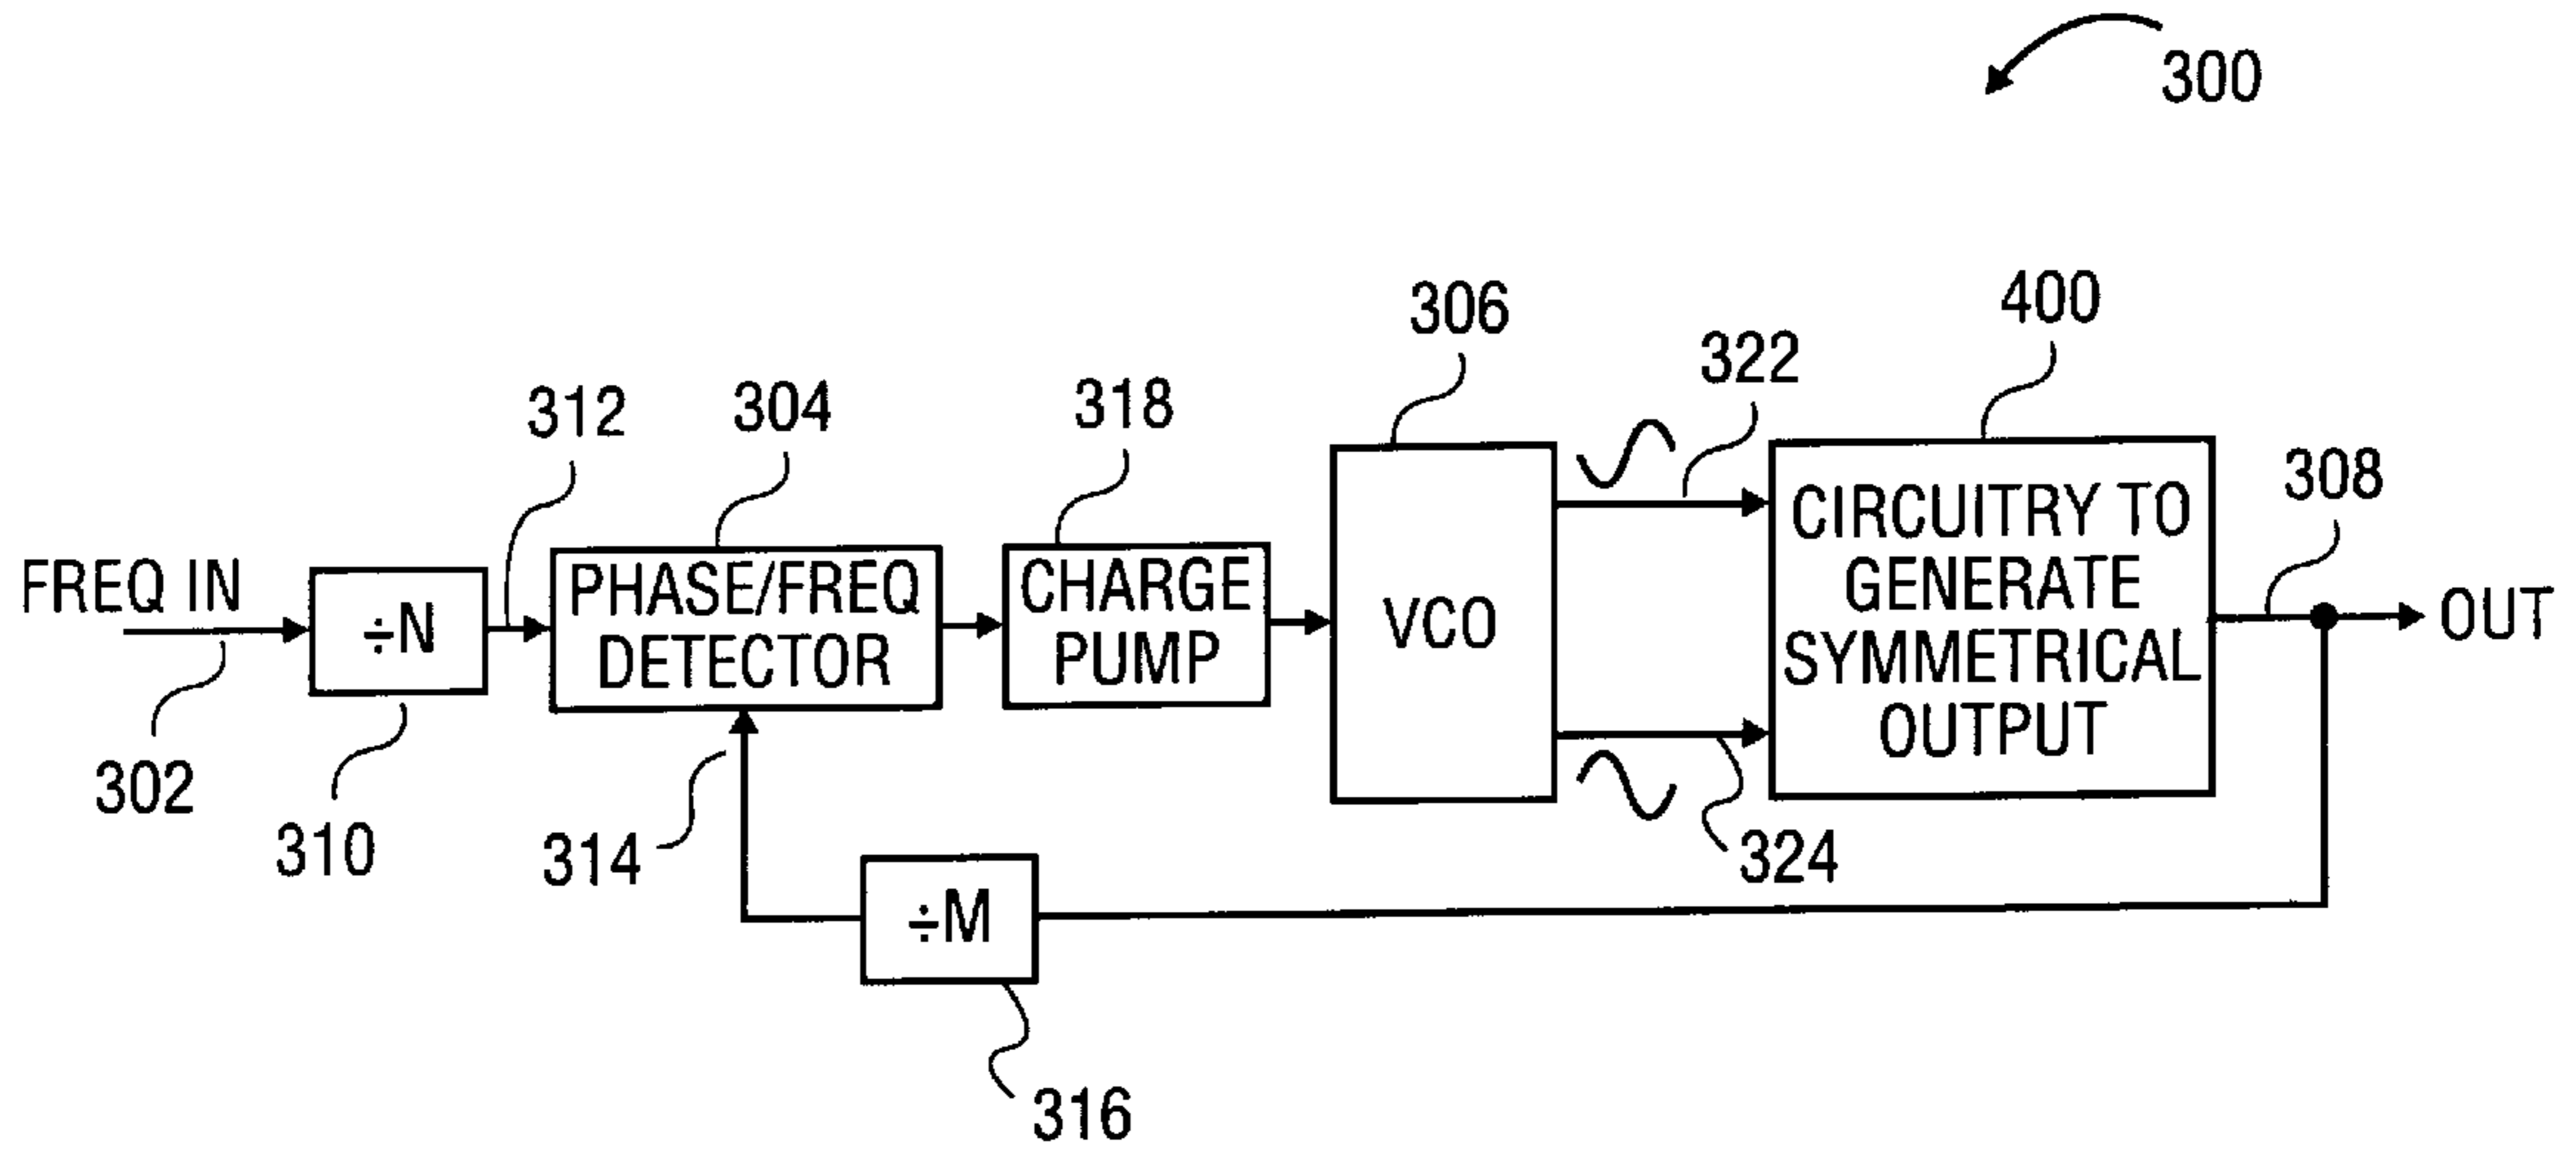 300
400
306
322
318
304
312
308
FREQ IN
÷N
PHASE/FREQ
DETECTOR
CHARGE
PUMP
VCO
CIRCUITRY TO
GENERATE
SYMMETRICAL
OUTPUT
OUT
302
310
314
324
÷M
316